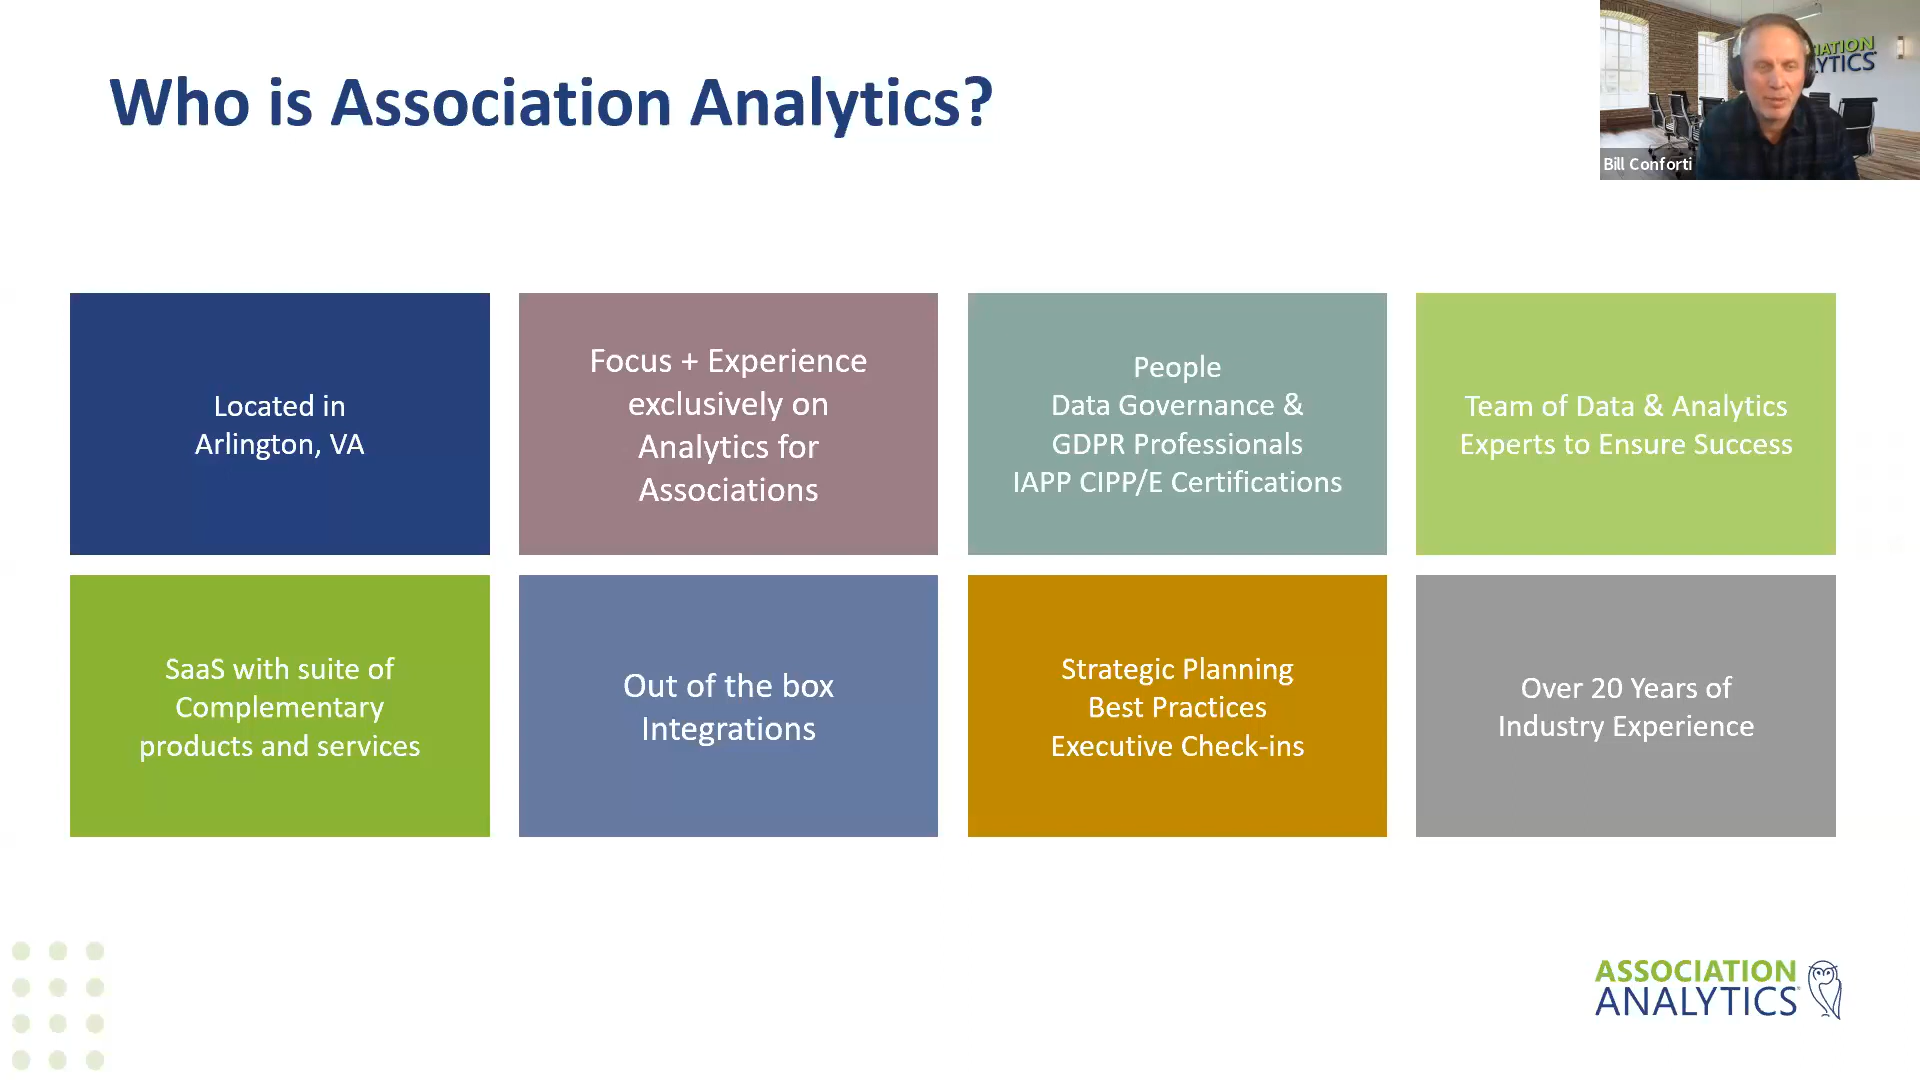 Who is Association Analytics?
IATION
YTICS
Bill Conforti
Located in
Arlington, VA
Focus + Experience
exclusively on
Analytics for
Associations
People
Data Governance &
GDPR Professionals
IAPP CIPP/E Certifications
Team of Data & Analytics
Experts to Ensure Success
SaaS with suite of
Complementary
products and services
Out of the box
Integrations
Strategic Planning
Best Practices
Executive Check-ins
Over 20 Years of
Industry Experience
ASSOCIATION
ANALYTICS